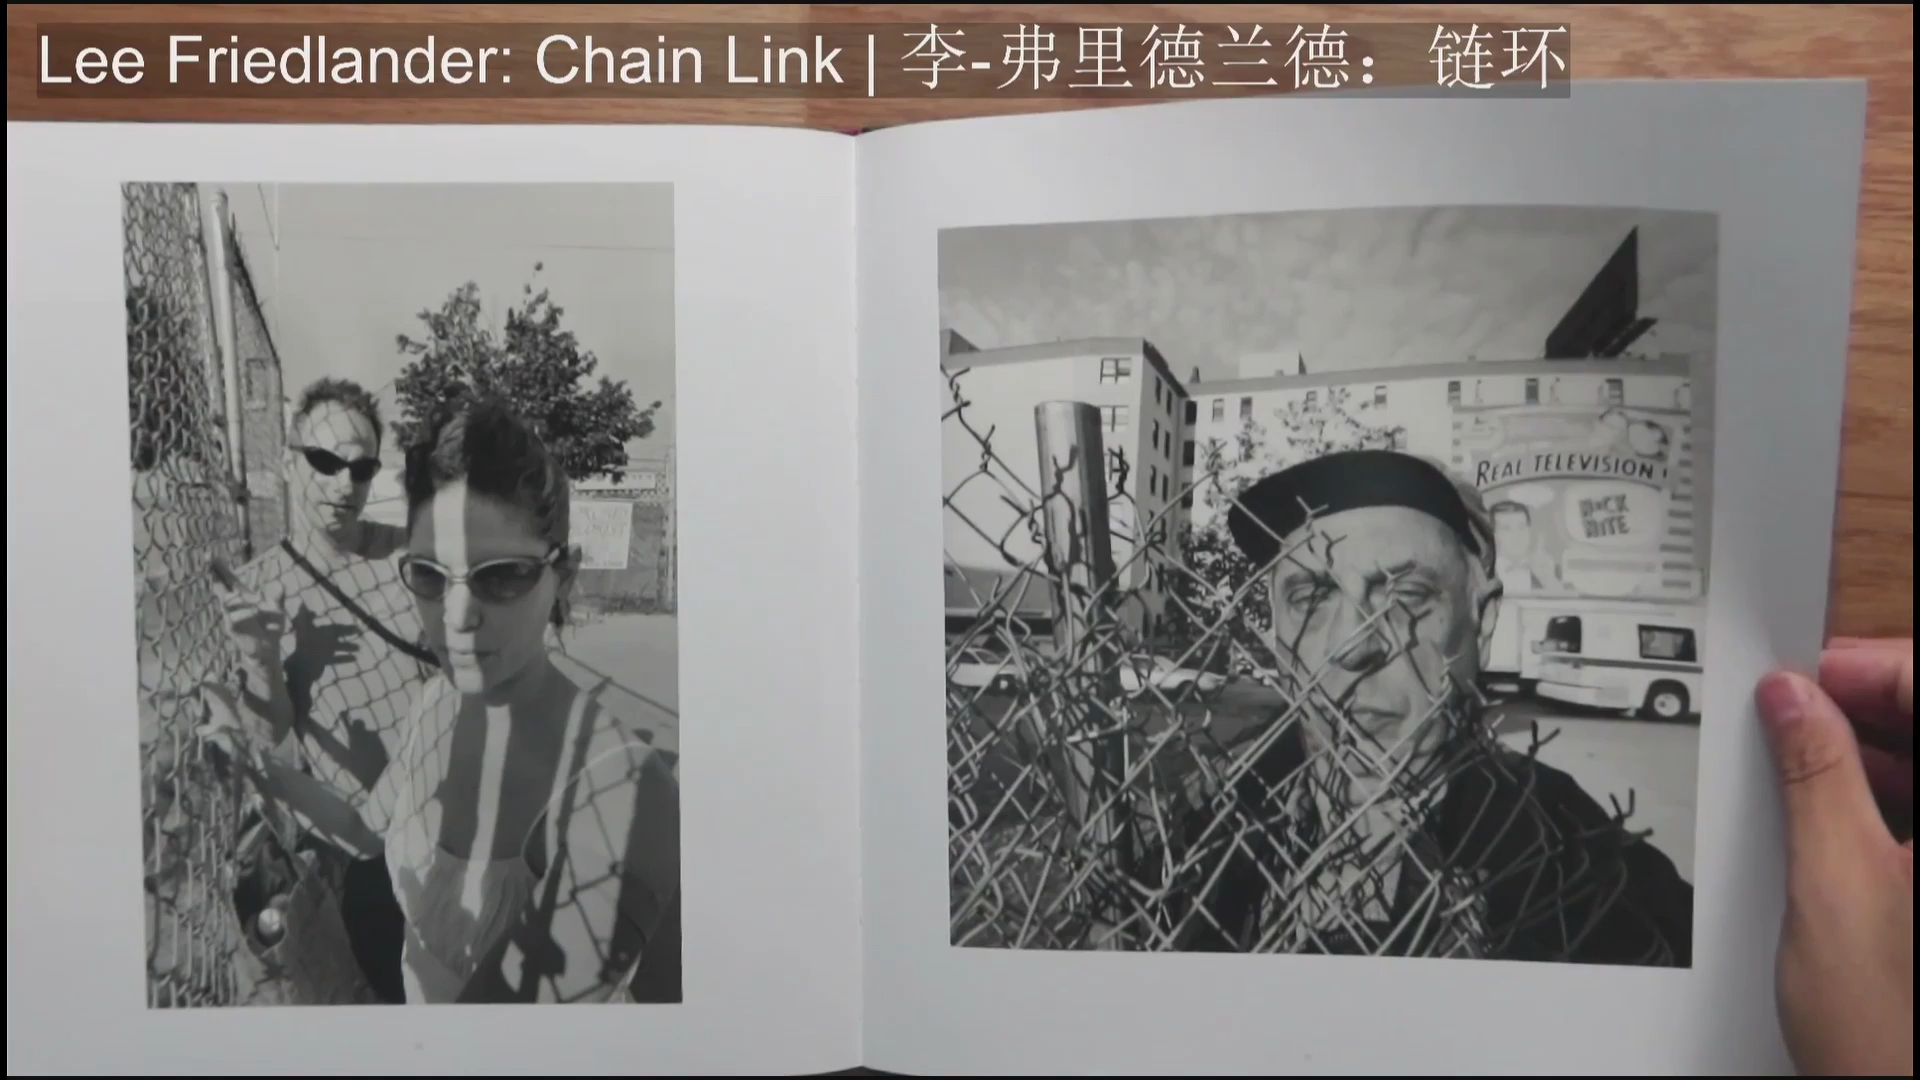 Lee Friedlander: Chain Link | 李-弗里德兰德：链环
REAL TELEVISION